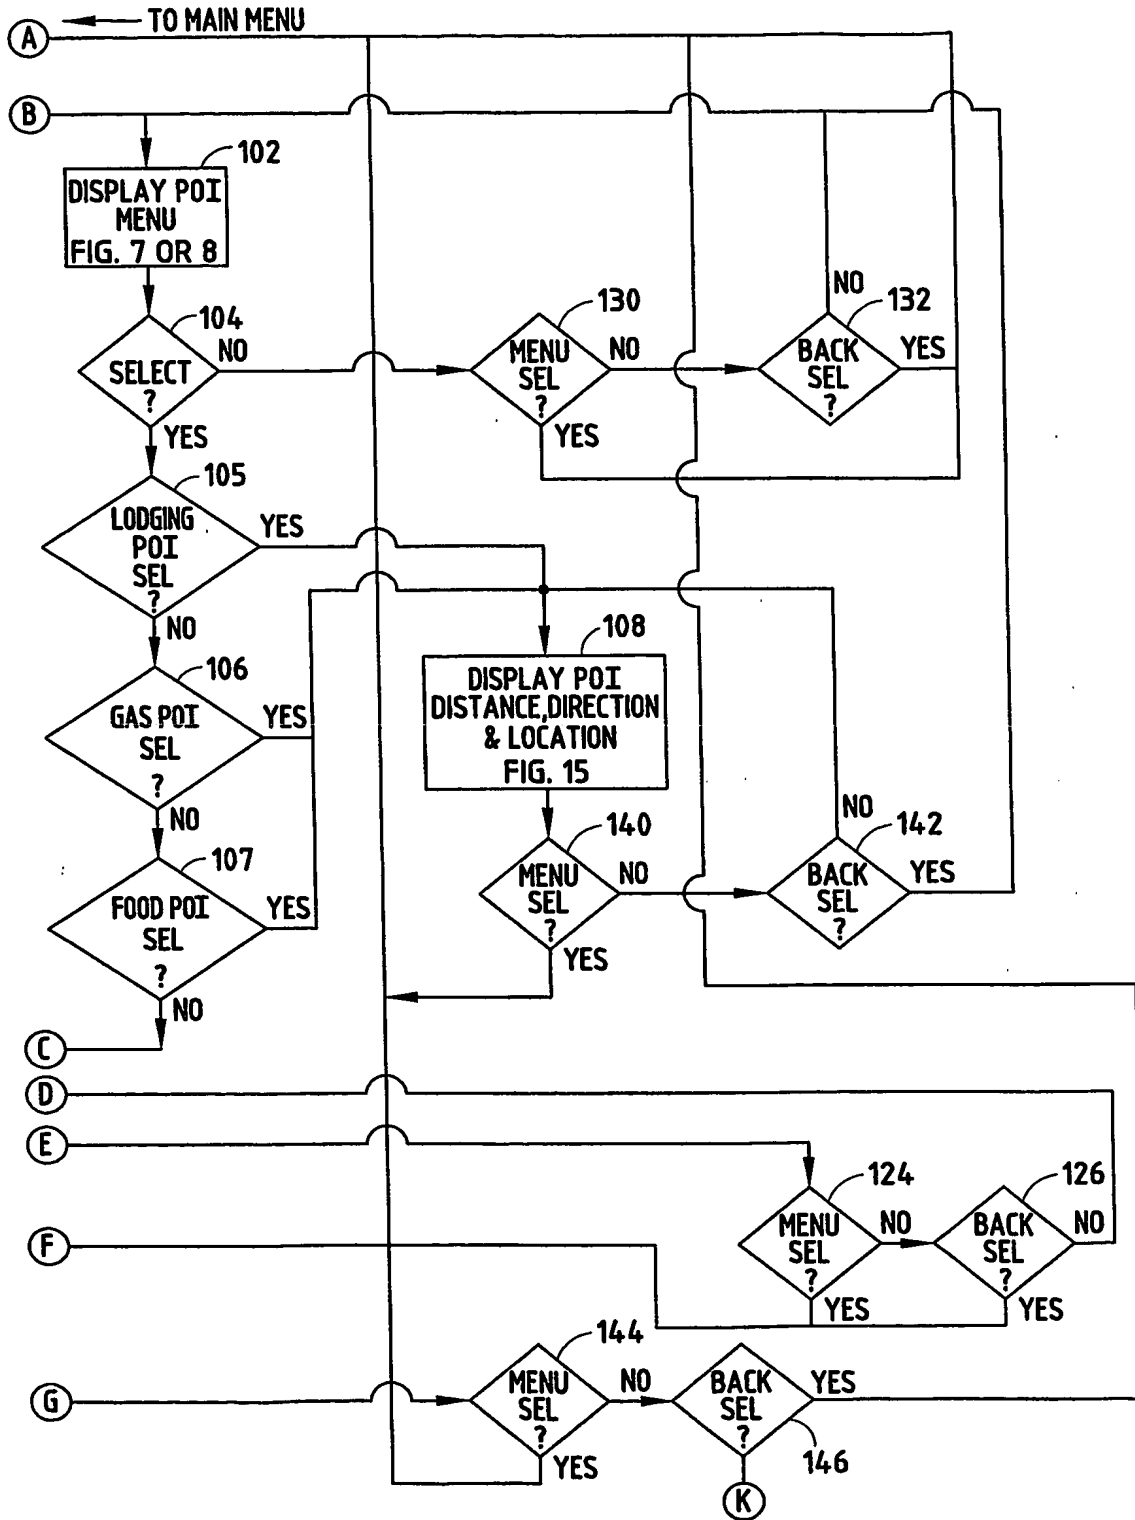 A
TO MAIN MENU
B
102
DISPLAY POI
MENU
FIG. 7 OR 8
104
SELECT
?
NO
YES
130
MENU
SEL
?
NO
YES
132
BACK
SEL
?
NO
YES
105
LODGING
POI
SEL
?
YES
NO
106
GAS POI
SEL
?
YES
NO
108
DISPLAY POI
DISTANCE,DIRECTION
& LOCATION
FIG. 15
107
FOOD POI
SEL
?
YES
NO
140
MENU
SEL
?
NO
YES
142
BACK
SEL
?
NO
YES
C
D
E
124
MENU
SEL
?
NO
YES
126
BACK
SEL
?
NO
YES
F
G
144
MENU
SEL
?
NO
YES
BACK
SEL
?
YES
146
K